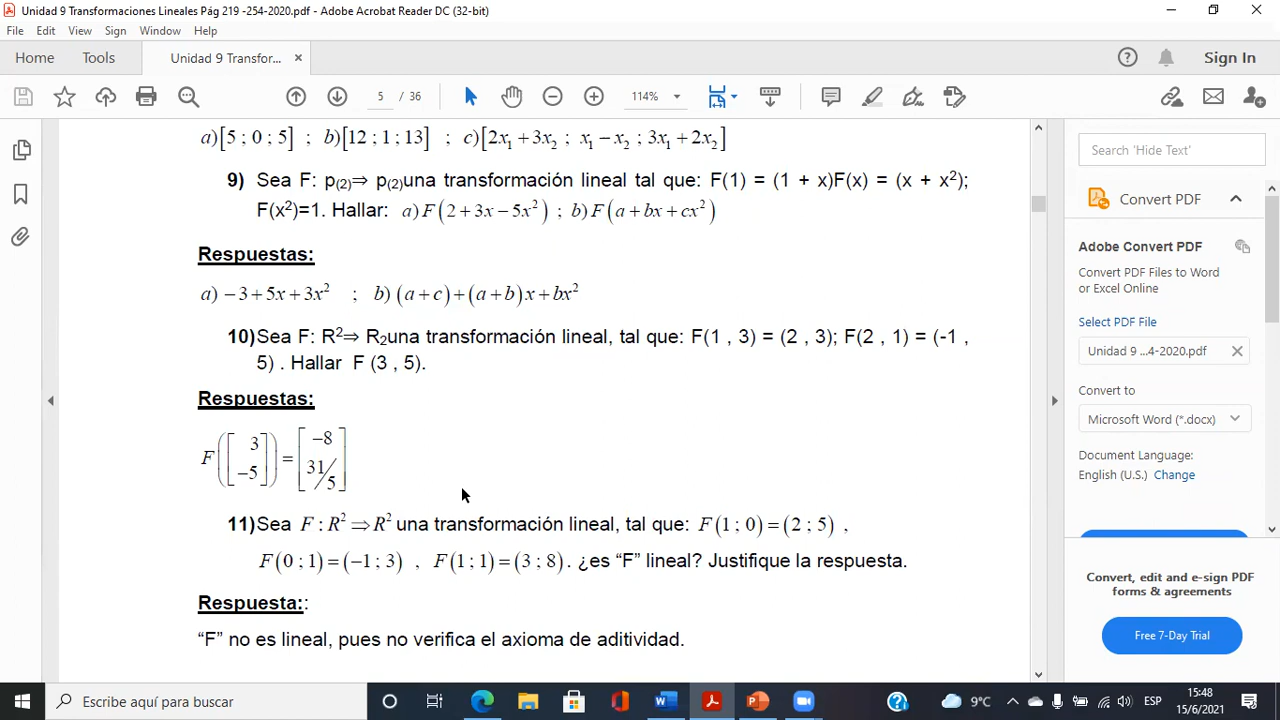 Unidad 9 Transformaciones Lineales Pág 219 -254-2020.pdf - Adobe Acrobat Reader DC (32-bit)
File Edit View Sign Window Help
Home Tools Unidad 9 Transfor... × Sign In
5 / 36 114%
a)[5 ; 0 ; 5] ; b)[12 ; 1 ; 13] ; c)[2x₁ + 3x₂ ; x₁ − x₂ ; 3x₁ + 2x₂]
9) Sea F: p₍₂₎⇒ p₍₂₎una transformación lineal tal que: F(1) = (1 + x)F(x) = (x + x²);
F(x²)=1. Hallar: a) F(2 + 3x − 5x²) ; b) F(a + bx + cx²)
Respuestas:
a) −3 + 5x + 3x² ; b) (a + c) + (a + b)x + bx²
10) Sea F: R²⇒ R₂una transformación lineal, tal que: F(1 , 3) = (2 , 3); F(2 , 1) = (-1 ,
5) . Hallar F (3 , 5).
Respuestas:
F([3 −5]) = [−8 31/5]
11) Sea F : R² ⇒ R² una transformación lineal, tal que: F(1 ; 0) = (2 ; 5) ,
F(0 ; 1) = (−1 ; 3) , F(1 ; 1) = (3 ; 8). ¿es “F” lineal? Justifique la respuesta.
Respuesta::
“F” no es lineal, pues no verifica el axioma de aditividad.
Search 'Hide Text'
Convert PDF
Adobe Convert PDF
Convert PDF Files to Word
or Excel Online
Select PDF File
Unidad 9 ...4-2020.pdf ×
Convert to
Microsoft Word (*.docx)
Document Language:
English (U.S.) Change
Convert, edit and e-sign PDF
forms & agreements
Free 7-Day Trial
Escribe aquí para buscar
9°C ESP 15:48
15/6/2021